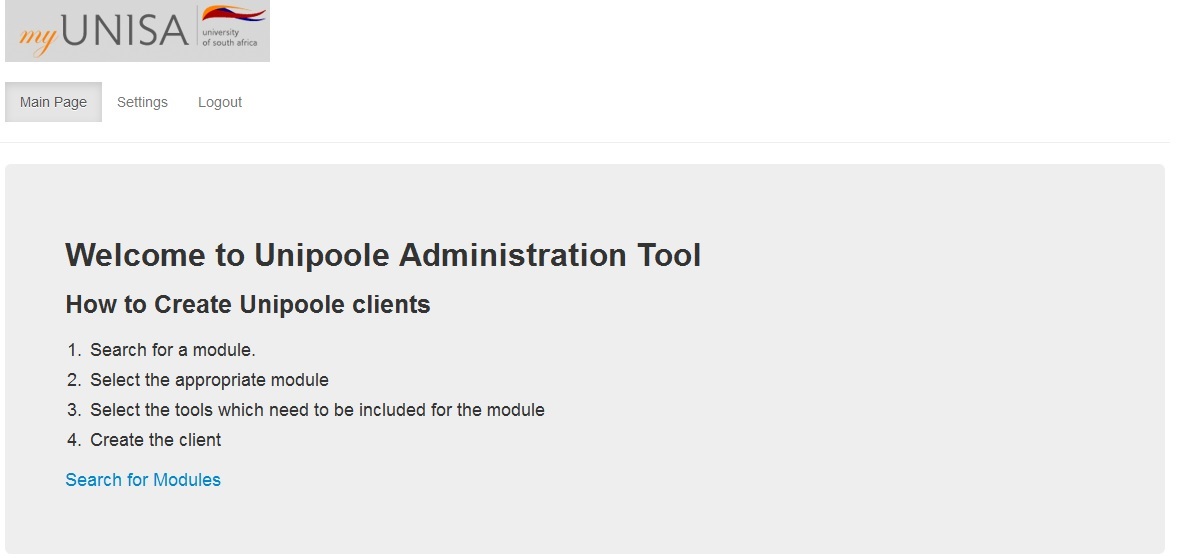 my UNISA
university
of south africa
Main Page Settings Logout
Welcome to Unipoole Administration Tool
How to Create Unipoole clients
1. Search for a module.
2. Select the appropriate module
3. Select the tools which need to be included for the module
4. Create the client
Search for Modules